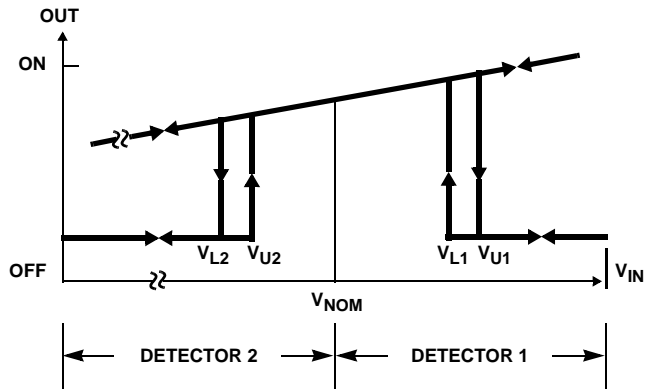 OUT
ON
OFF
V_L2 V_U2 V_L1 V_U1
V_IN
V_NOM
DETECTOR 2 DETECTOR 1